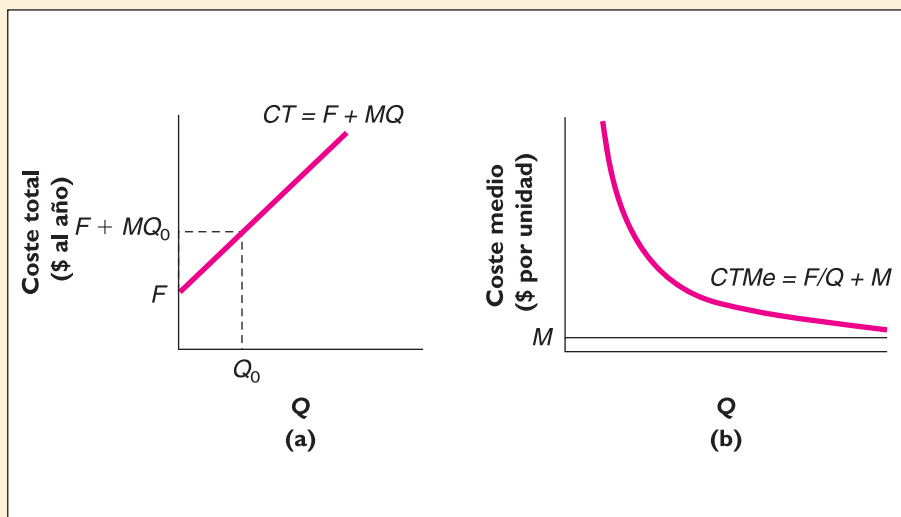 CT = F + MQ
Coste total
($ al año)
F + MQ₀
F
Q₀
Q
(a)
Coste medio
($ por unidad)
CTMe = F/Q + M
M
Q
(b)